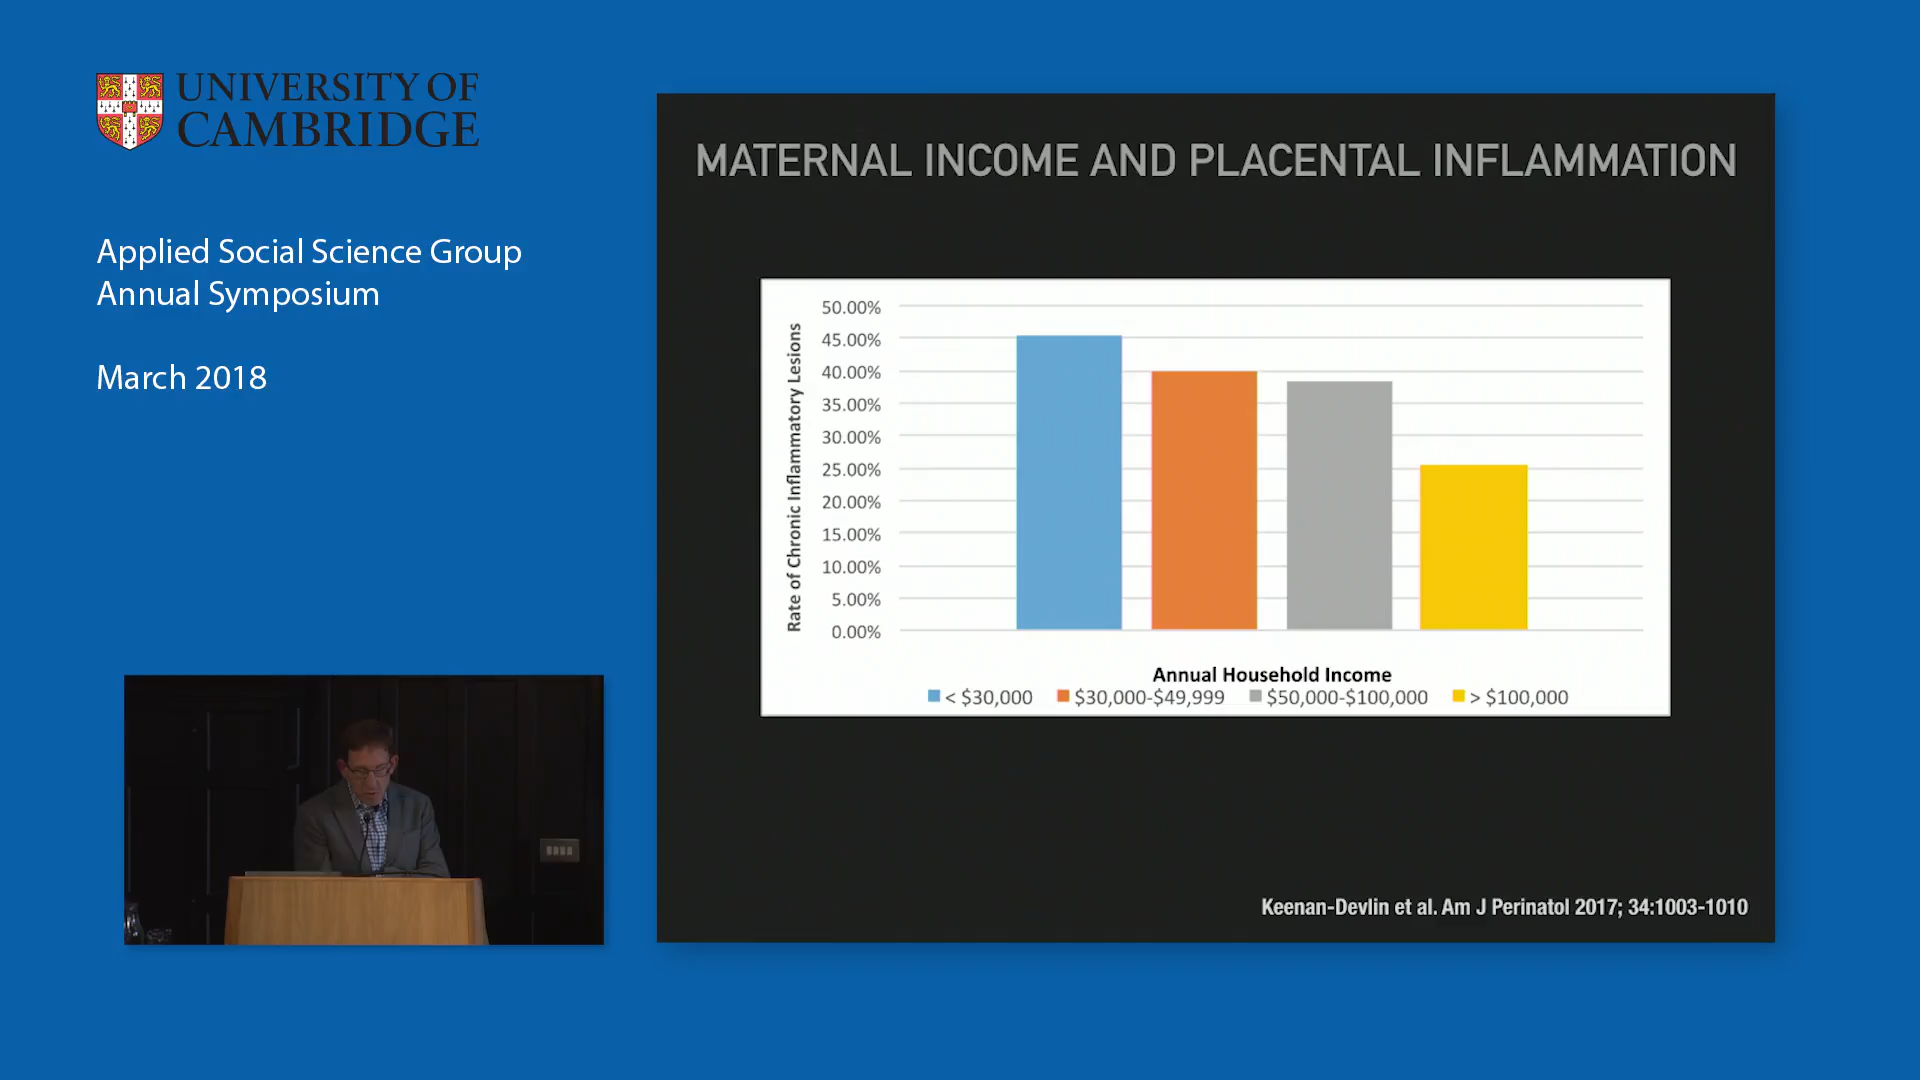 UNIVERSITY OF
CAMBRIDGE
Applied Social Science Group
Annual Symposium
March 2018
MATERNAL INCOME AND PLACENTAL INFLAMMATION
Rate of Chronic Inflammatory Lesions
50.00%
45.00%
40.00%
35.00%
30.00%
25.00%
20.00%
15.00%
10.00%
5.00%
0.00%
Annual Household Income
< $30,000 $30,000-$49,999 $50,000-$100,000 > $100,000
Keenan-Devlin et al. Am J Perinatol 2017; 34:1003-1010